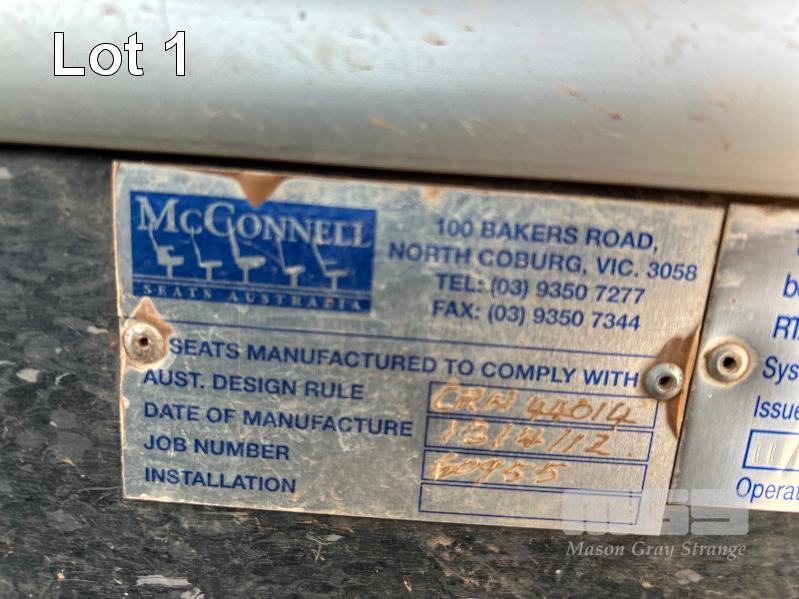 Lot 1
McCONNELL
SEATS AUSTRALIA
100 BAKERS ROAD,
NORTH COBURG, VIC. 3058
TEL: (03) 9350 7277
FAX: (03) 9350 7344
SEATS MANUFACTURED TO COMPLY WITH
AUST. DESIGN RULE CRN 44014
DATE OF MANUFACTURE 13/4/12.
JOB NUMBER 60955
INSTALLATION
RT
Sys
Issue
Operat
MGS
Mason Gray Strange